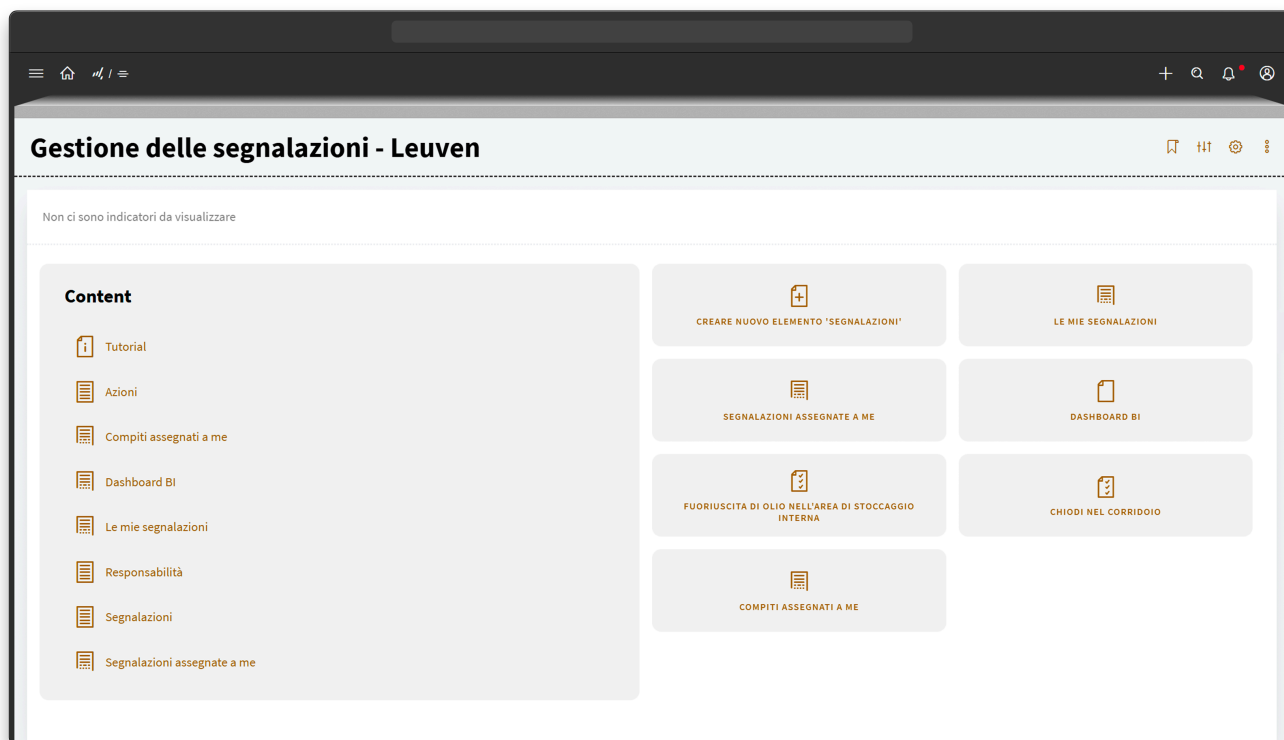 Gestione delle segnalazioni - Leuven
Non ci sono indicatori da visualizzare
Content
Tutorial
Azioni
Compiti assegnati a me
Dashboard BI
Le mie segnalazioni
Responsabilità
Segnalazioni
Segnalazioni assegnate a me
CREARE NUOVO ELEMENTO 'SEGNALAZIONI'
LE MIE SEGNALAZIONI
SEGNALAZIONI ASSEGNATE A ME
DASHBOARD BI
FUORIUSCITA DI OLIO NELL'AREA DI STOCCAGGIO
INTERNA
CHIODI NEL CORRIDOIO
COMPITI ASSEGNATI A ME